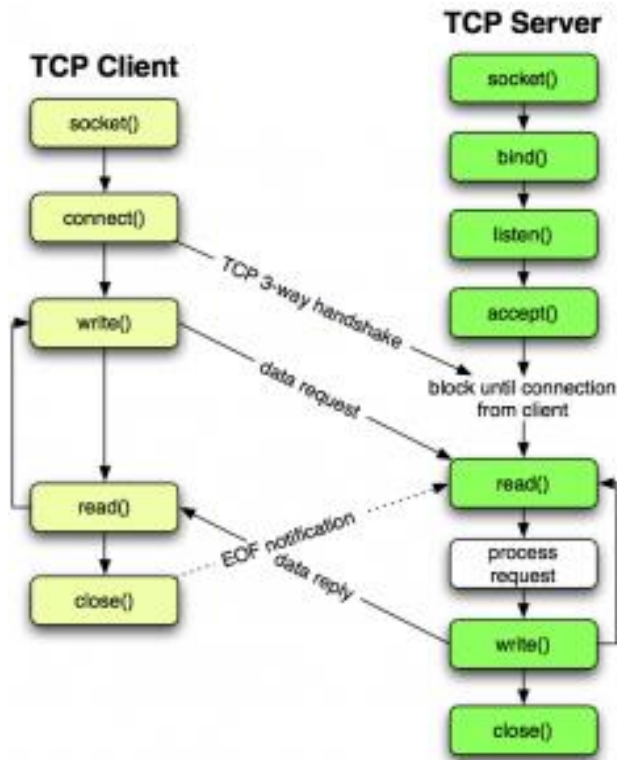 TCP Client
socket()
connect()
write()
read()
close()
TCP 3-way handshake
data request
EOF notification
data reply
TCP Server
socket()
bind()
listen()
accept()
block until connection
from client
read()
process
request
write()
close()